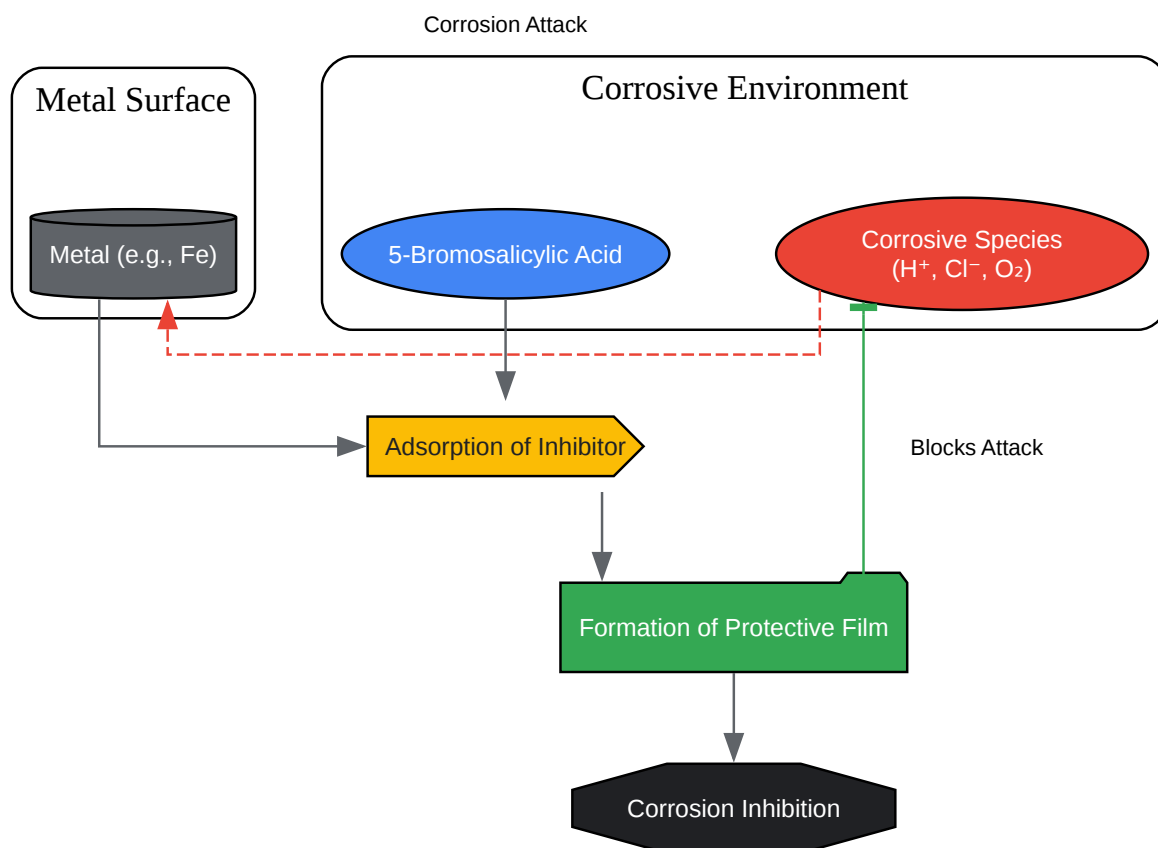 Corrosion Attack
Metal Surface
Corrosive Environment
Metal (e.g., Fe)
5-Bromosalicylic Acid
Corrosive Species
(H⁺, Cl⁻, O₂)
Adsorption of Inhibitor
Blocks Attack
Formation of Protective Film
Corrosion Inhibition